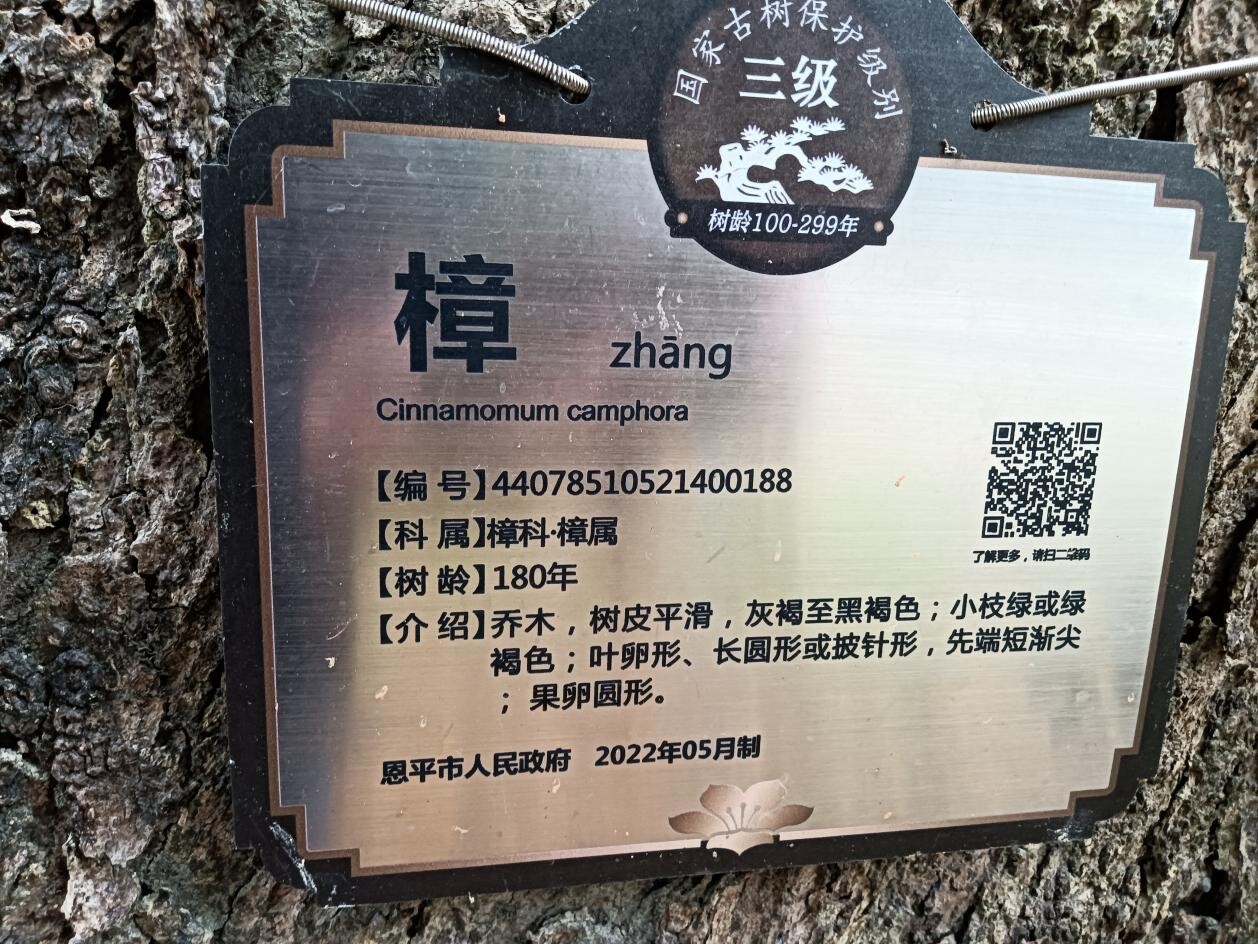 国家古树保护级别
三级
树龄100-299年
樟 zhāng
Cinnamomum camphora
【编 号】44078510521400188
【科 属】樟科·樟属
【树 龄】180年
【介 绍】乔木，树皮平滑，灰褐至黑褐色；小枝绿或绿
褐色；叶卵形、长圆形或披针形，先端短渐尖
；果卵圆形。
了解更多，请扫二维码
恩平市人民政府 2022年05月制